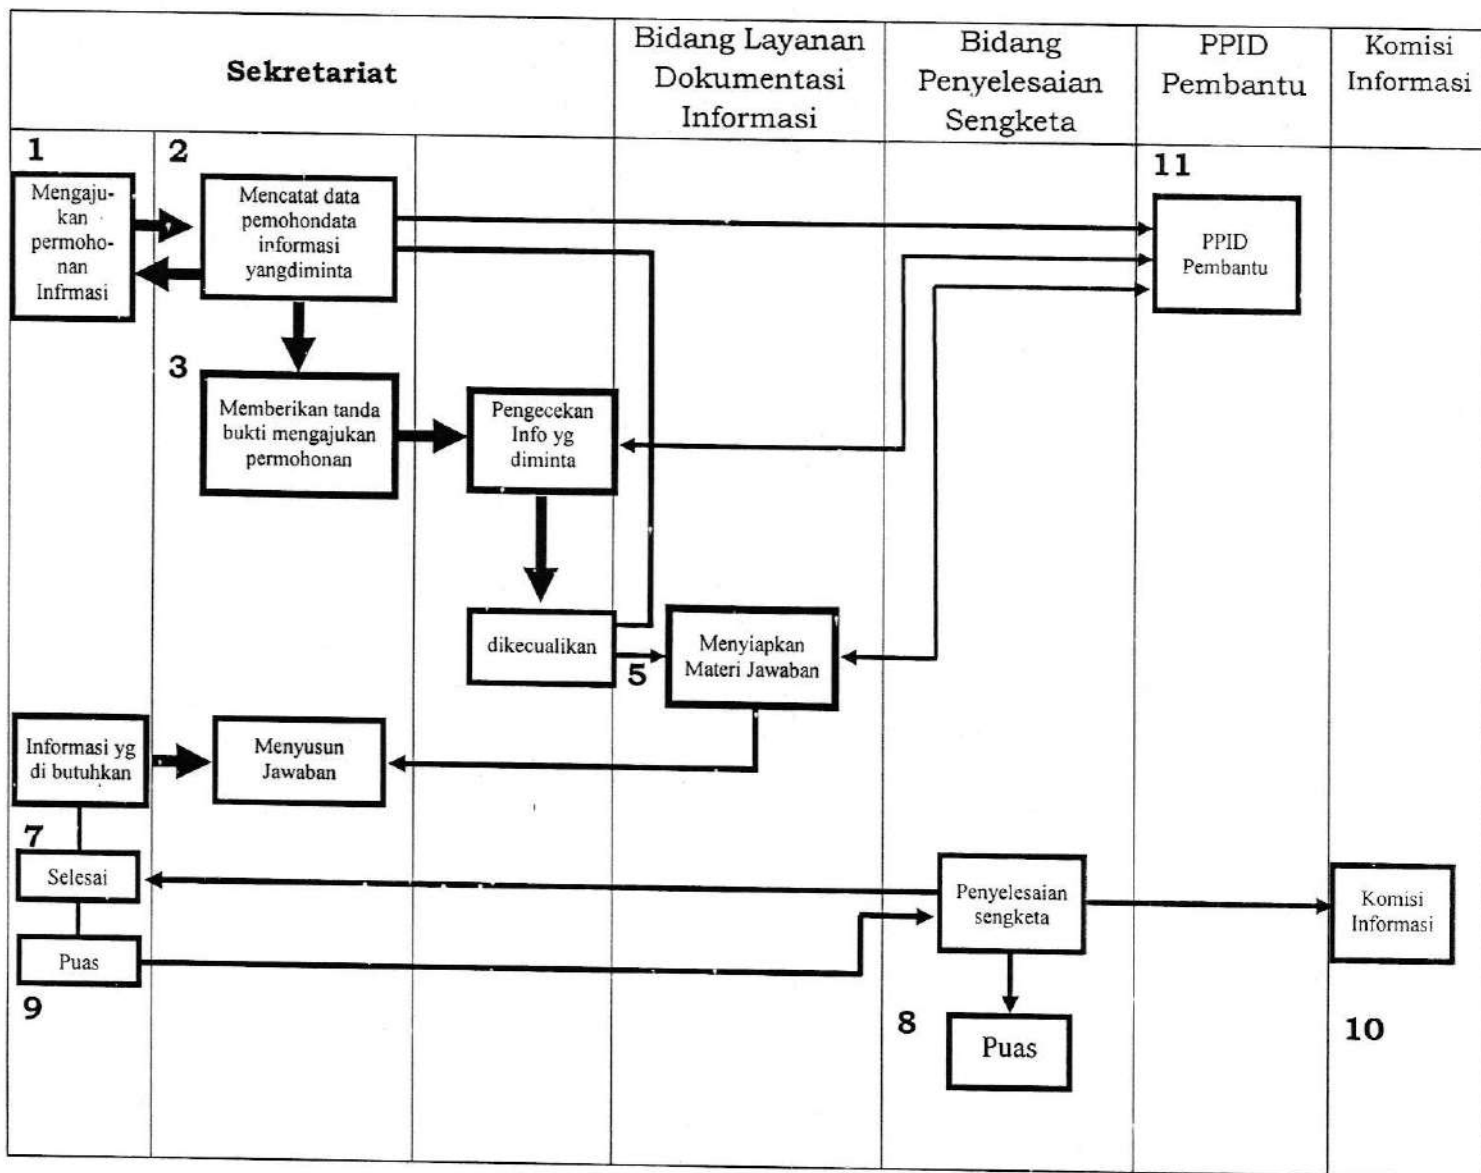 Sekretariat
Bidang Layanan
Dokumentasi
Informasi
Bidang
Penyelesaian
Sengketa
PPID
Pembantu
Komisi
Informasi
1
Mengaju-
kan
permoho-
nan
Infrmasi
2
Mencatat data
pemohondata
informasi
yangdiminta
11
PPID
Pembantu
3
Memberikan tanda
bukti mengajukan
permohonan
Pengecekan
Info yg
diminta
dikecualikan
5
Menyiapkan
Materi Jawaban
Informasi yg
di butuhkan
Menyusun
Jawaban
7
Selesai
Penyelesaian
sengketa
Komisi
Informasi
Puas
9
8
Puas
10